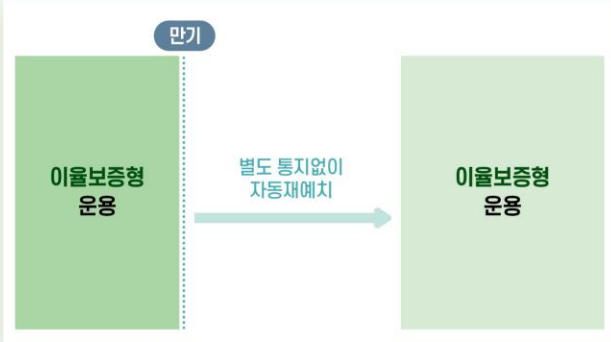 만기
이율보증형
운용
별도 통지없이
자동재예치
이율보증형
운용